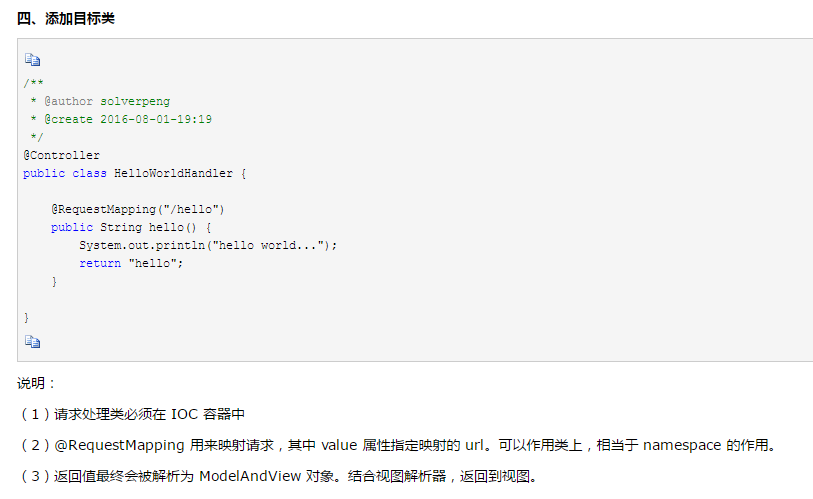 四、添加目标类
/**
 * @author solverpeng
 * @create 2016-08-01-19:19
 */
@Controller
public class HelloWorldHandler {
    @RequestMapping("/hello")
    public String hello() {
        System.out.println("hello world...");
        return "hello";
    }
}
说明：
（1）请求处理类必须在 IOC 容器中
（2）@RequestMapping 用来映射请求，其中 value 属性指定映射的 url。可以作用类上，相当于 namespace 的作用。
（3）返回值最终会被解析为 ModelAndView 对象。结合视图解析器，返回到视图。